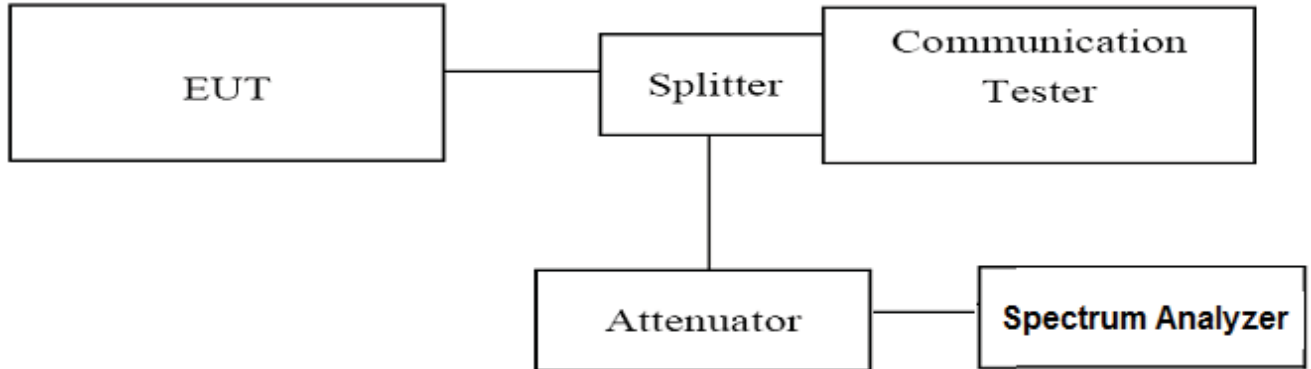 EUT
Splitter
Communication
Tester
Attenuator
Spectrum Analyzer